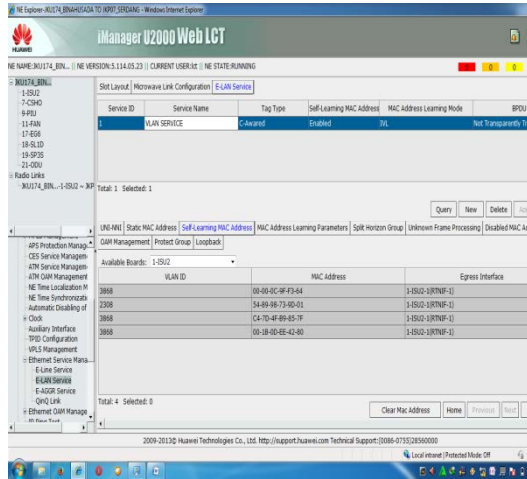 NE Explorer-JKU174_BINAHUSADA TO JKP07_SERDANG - Windows Internet Explorer
HUAWEI
iManager U2000 Web LCT
NE NAME:JKU174_BIN... || NE VERSION:5.114.05.23 || CURRENT USER:lct || NE STATE:RUNNING
0 0 0
JKU174_BIN...
1-ISU2
7-CSHO
9-PIU
11-FAN
17-EG6
18-SL1D
19-SP3S
21-ODU
Radio Links
JKU174_BIN...-1-ISU2 ~ JKP
Slot Layout Microwave Link Configuration E-LAN Service
Service ID Service Name Tag Type Self-Learning MAC Address MAC Address Learning Mode BPDU
1 VLAN SERVICE C-Awared Enabled IVL Not Transparently Tr
Total: 1 Selected: 1
Query New Delete
UNI-NNI Static MAC Address Self-Learning MAC Address MAC Address Learning Parameters Split Horizon Group Unknown Frame Processing Disabled MAC A
OAM Management Protect Group Loopback
Available Boards: 1-ISU2
VLAN ID MAC Address Egress Interface
3868 00-00-0C-9F-F3-64 1-ISU2-1(RTNIF-1)
2308 54-89-98-73-9D-01 1-ISU2-1(RTNIF-1)
3868 C4-7D-4F-B9-85-7F 1-ISU2-1(RTNIF-1)
3868 00-1B-0D-EE-42-80 1-ISU2-1(RTNIF-1)
Total: 4 Selected: 0
Clear Mac Address Home Previous Next
APS Protection Manag
CES Service Managem
ATM Service Managem
ATM OAM Management
NE Time Localization M
NE Time Synchronizatio
Automatic Disabling of
Clock
Auxiliary Interface
TPID Configuration
VPLS Management
Ethernet Service Mana
E-Line Service
E-LAN Service
E-AGGR Service
QinQ Link
Ethernet OAM Manage
2009-2013© Huawei Technologies Co., Ltd. http://support.huawei.com Technical Support:(0086-0755)28560000
Local intranet | Protected Mode: Off